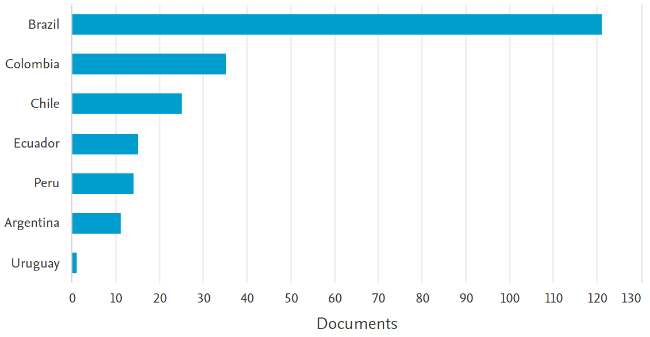 Brazil
Colombia
Chile
Ecuador
Peru
Argentina
Uruguay
0 10 20 30 40 50 60 70 80 90 100 110 120 130
Documents